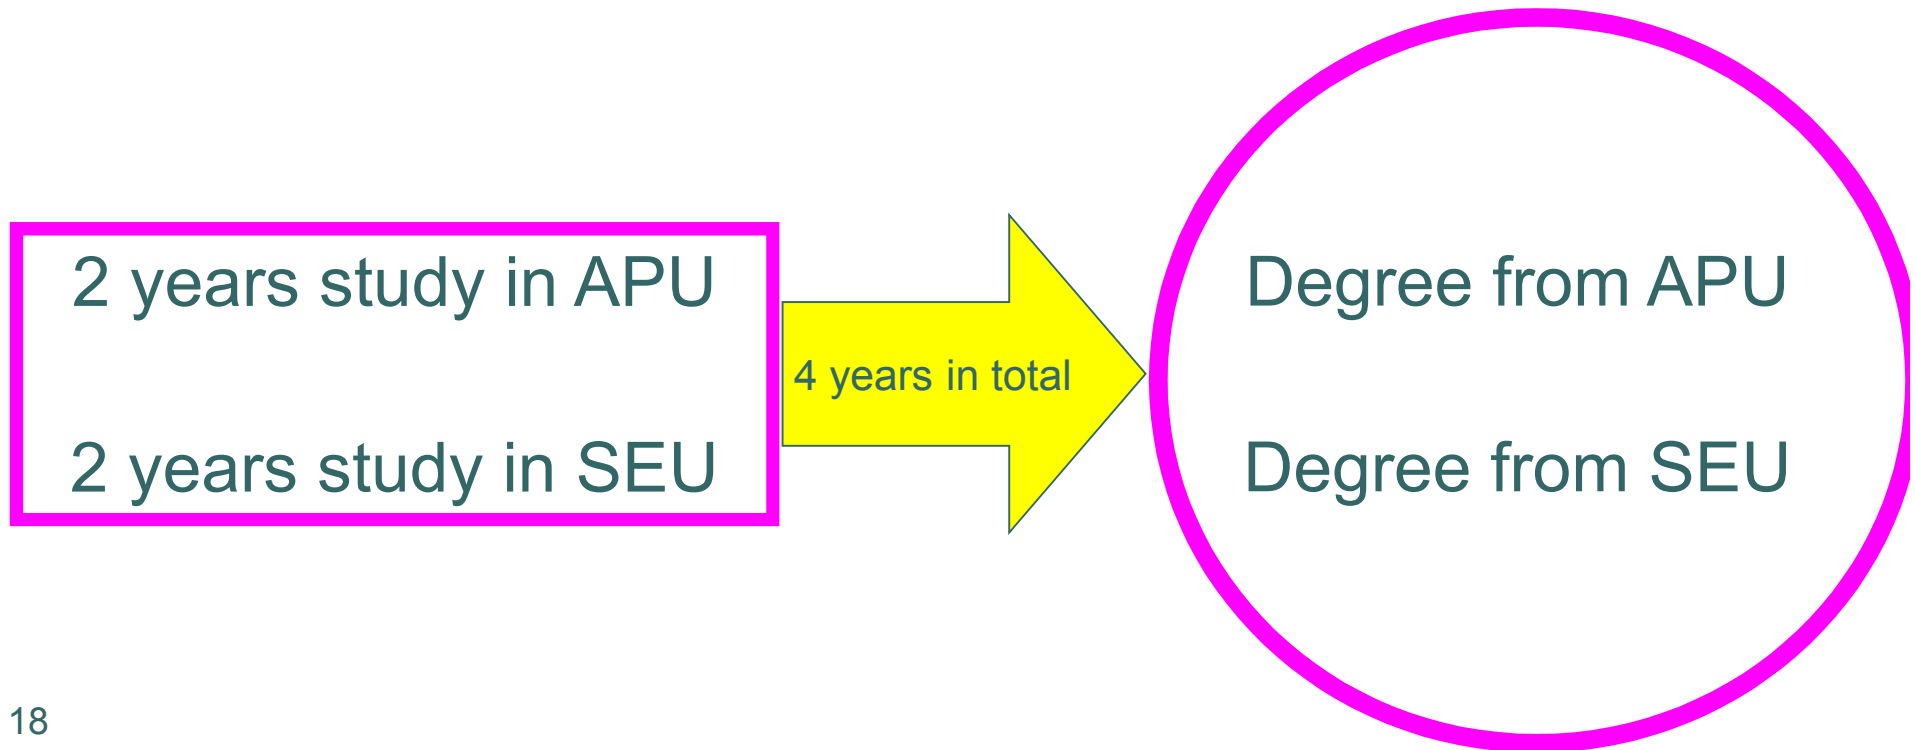 2 years study in APU
2 years study in SEU
4 years in total
Degree from APU
Degree from SEU
18